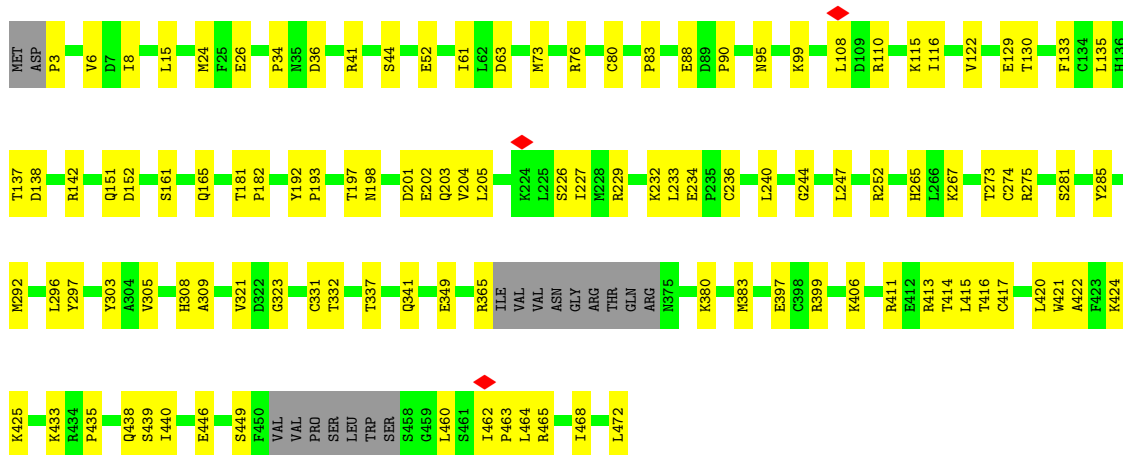 MET ASP P3 V6 D7 I8 L15 M24 F25 E26 P34 N35 D36 R41 S44 E52 I61 L62 D63 M73 R76 C80 P83 E88 D89 P90 N95 K99 L108 D109 R110 K115 I116 V122 E129 T130 F133 C134 L135 H136
T137 D138 R142 Q151 D152 S161 Q165 T181 P182 Y192 P193 T197 N198 D201 E202 Q203 V204 L205 K224 L225 S226 I227 M228 R229 K232 L233 E234 P235 C236 L240 G244 L247 R252 H265 L266 K267 T273 C274 R275 S281 Y285
M292 L296 Y297 Y303 A304 V305 H308 A309 V321 D322 G323 C331 T332 T337 Q341 E349 R365 ILE VAL VAL ASN GLY ARG THR GLN ARG N375 K380 M383 E397 C398 R399 K406 R411 E412 R413 T414 L415 T416 C417 L420 W421 A422 F423 K424
K425 K433 R434 P435 Q438 S439 I440 E446 S449 F450 VAL VAL PRO SER LEU TRP SER S458 G459 L460 S461 I462 P463 L464 R465 I468 L472